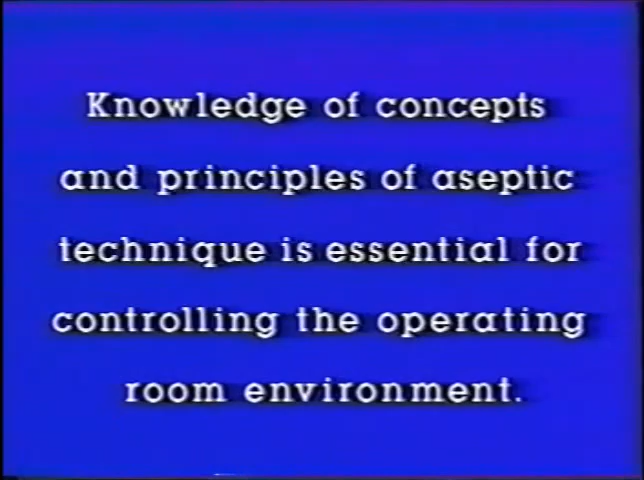 Knowledge of concepts
and principles of aseptic
technique is essential for
controlling the operating
room environment.